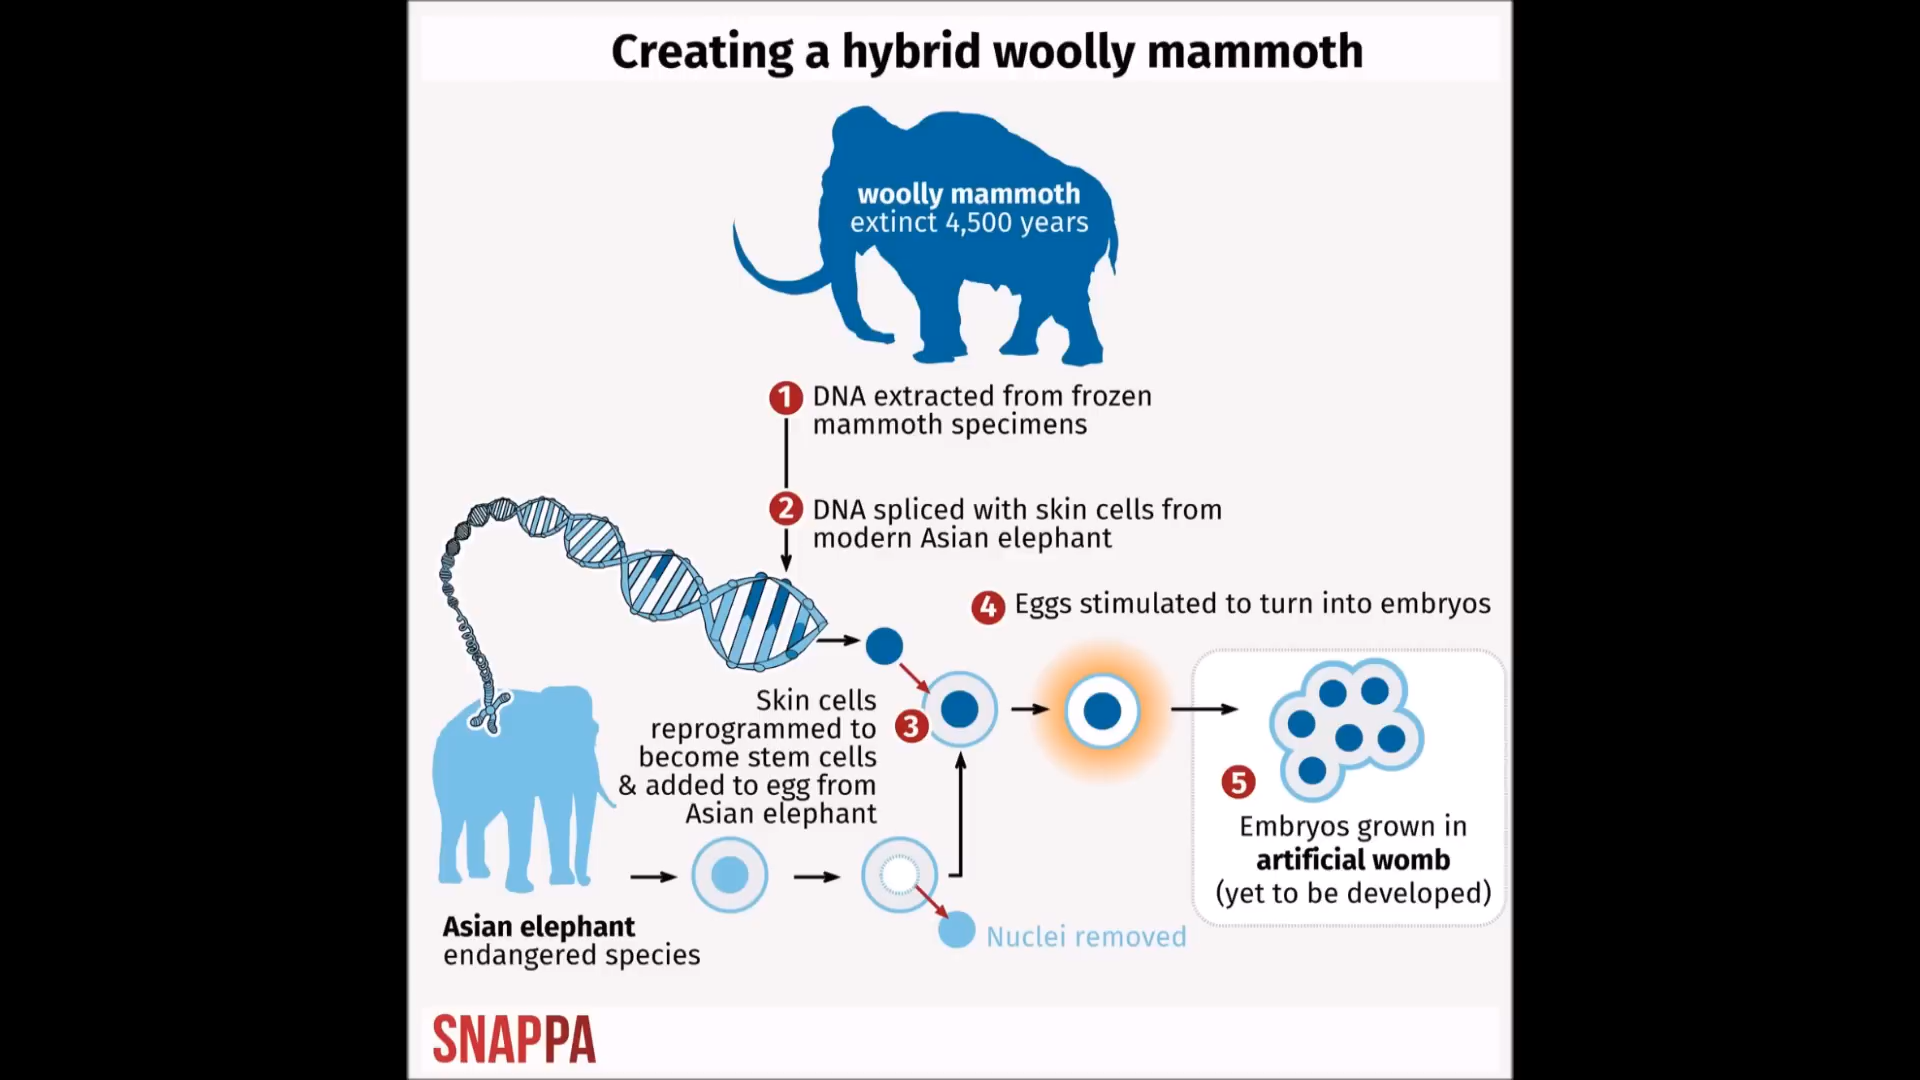 Creating a hybrid woolly mammoth
woolly mammoth
extinct 4,500 years
1 DNA extracted from frozen
mammoth specimens
2 DNA spliced with skin cells from
modern Asian elephant
4 Eggs stimulated to turn into embryos
Skin cells
reprogrammed to
become stem cells
& added to egg from
Asian elephant
3
5
Embryos grown in
artificial womb
(yet to be developed)
Asian elephant
endangered species
Nuclei removed
SNAPPA